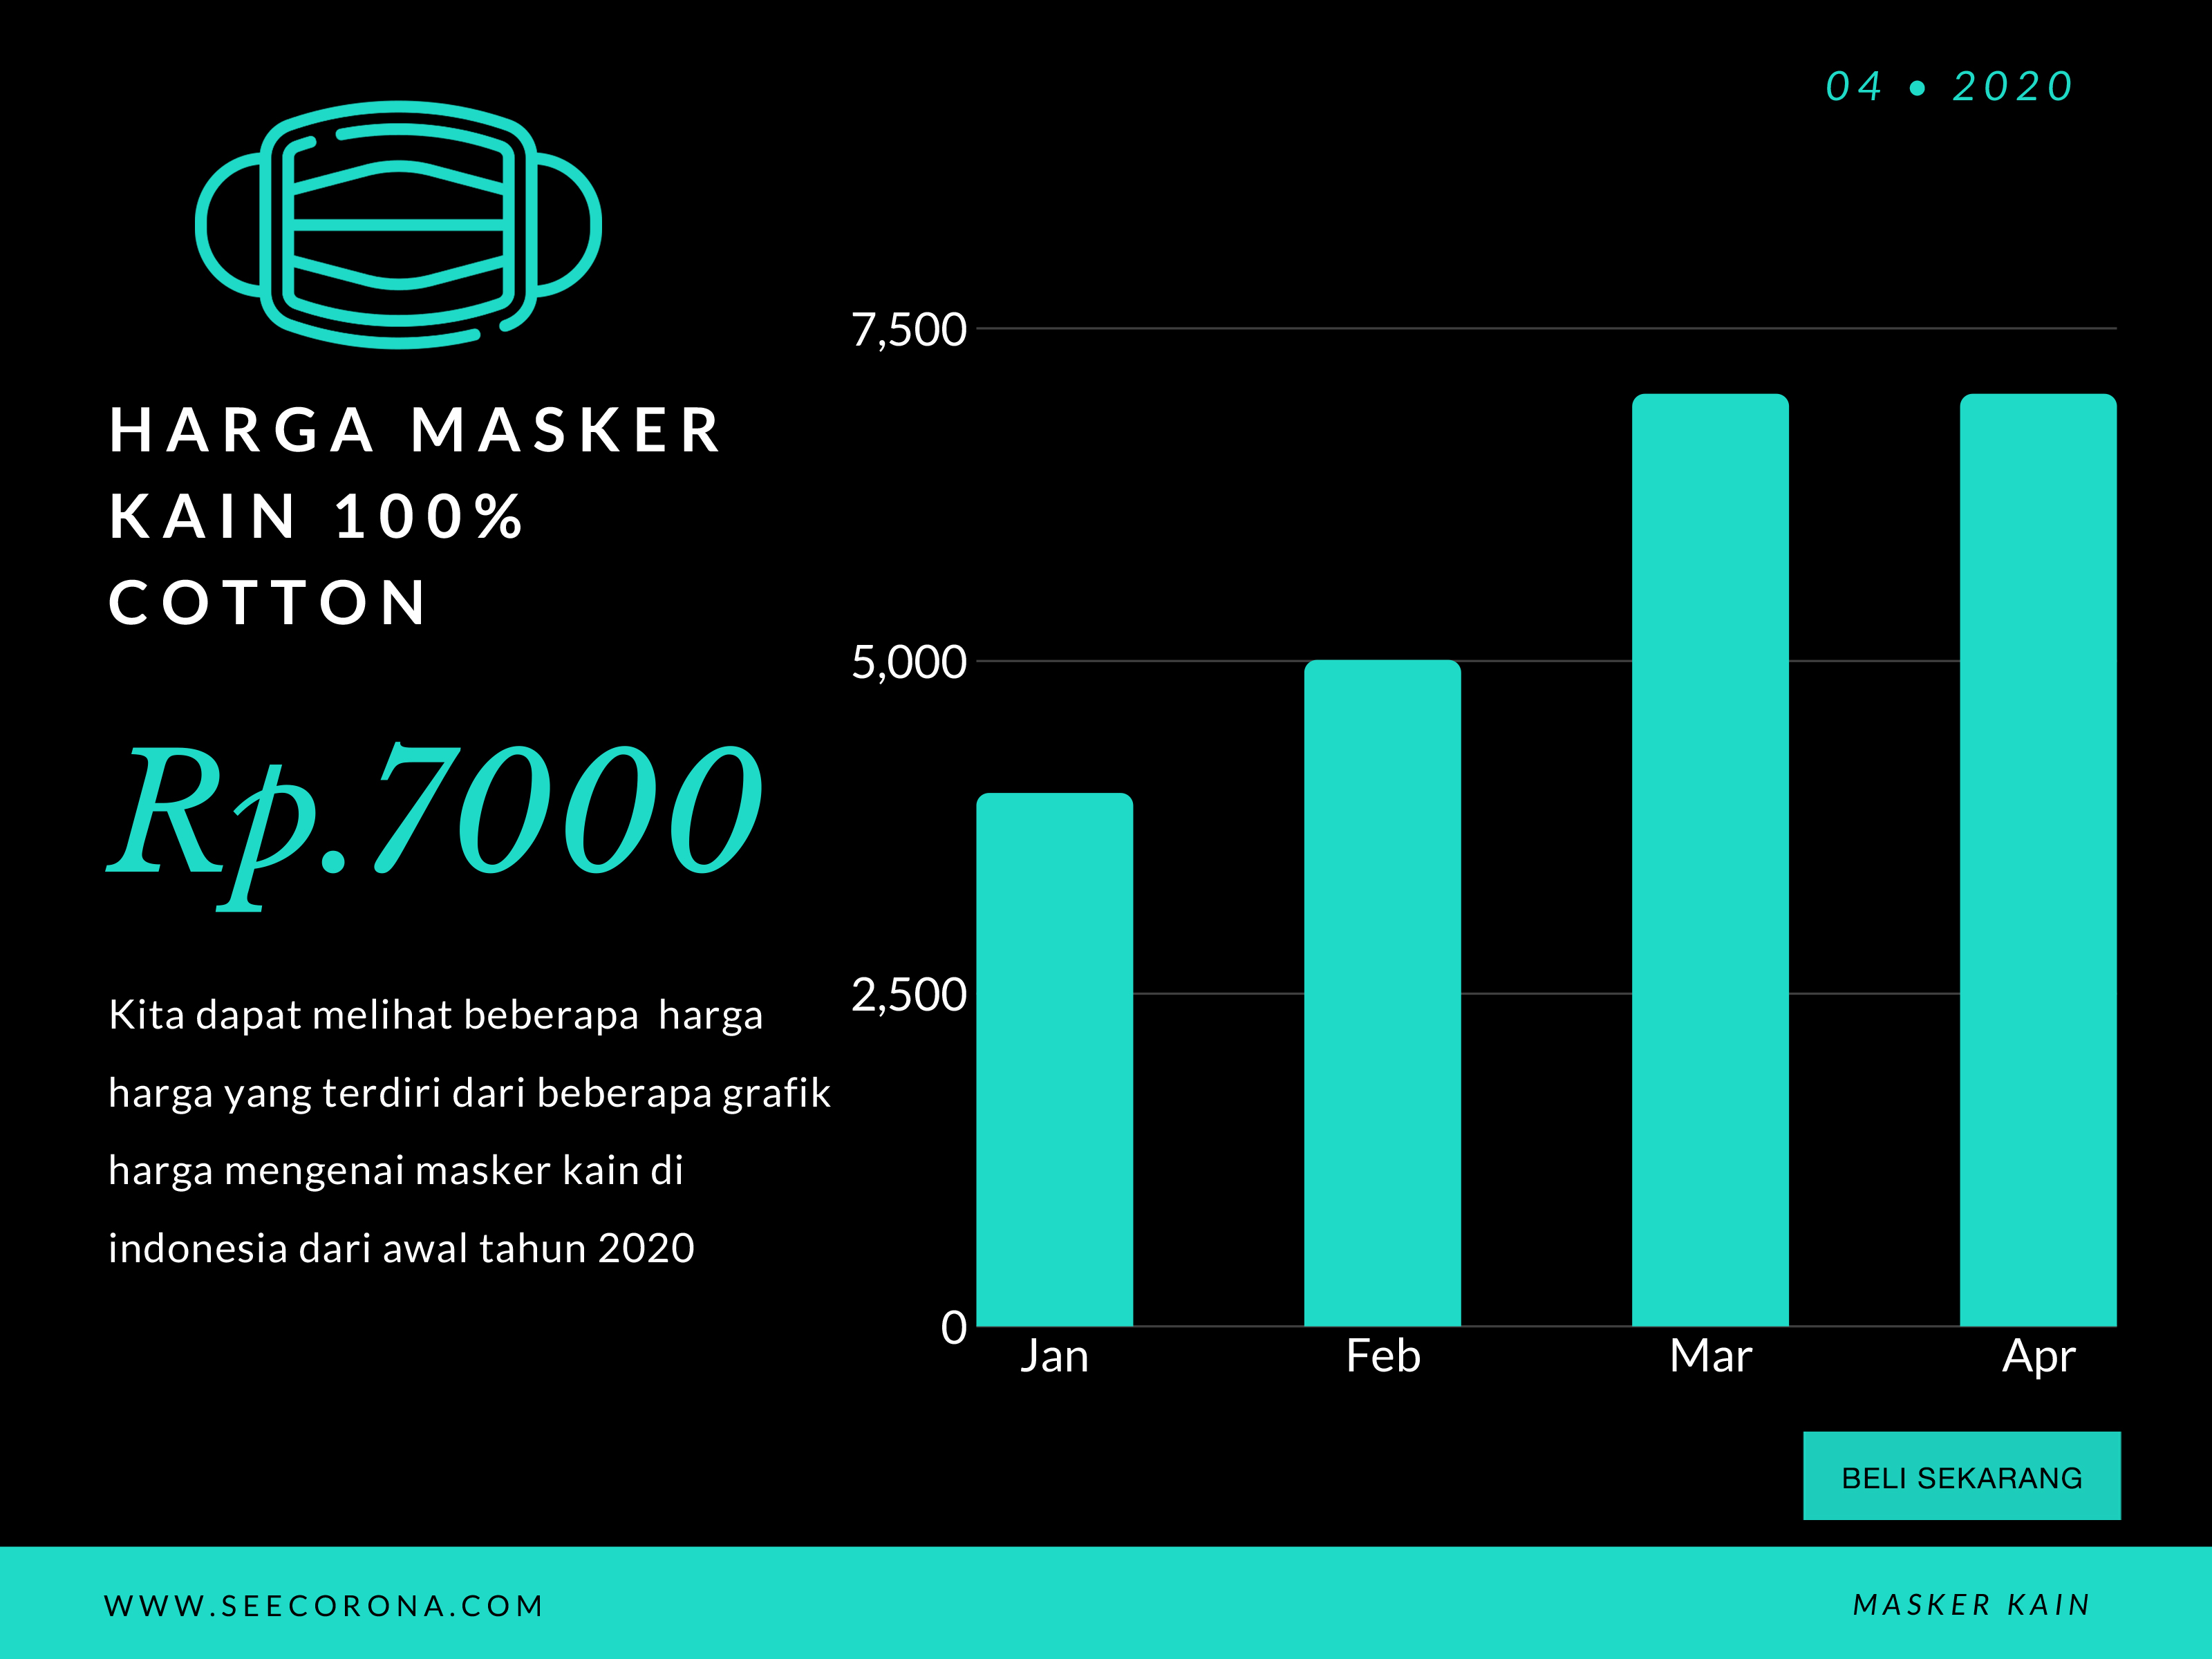 04 • 2020
HARGA MASKER
KAIN 100%
COTTON
Rp.7000
Kita dapat melihat beberapa  harga
harga yang terdiri dari beberapa grafik
harga mengenai masker kain di
indonesia dari awal tahun 2020
7,500
5,000
2,500
0
Jan Feb Mar Apr
BELI SEKARANG
WWW.SEECORONA.COM
MASKER KAIN